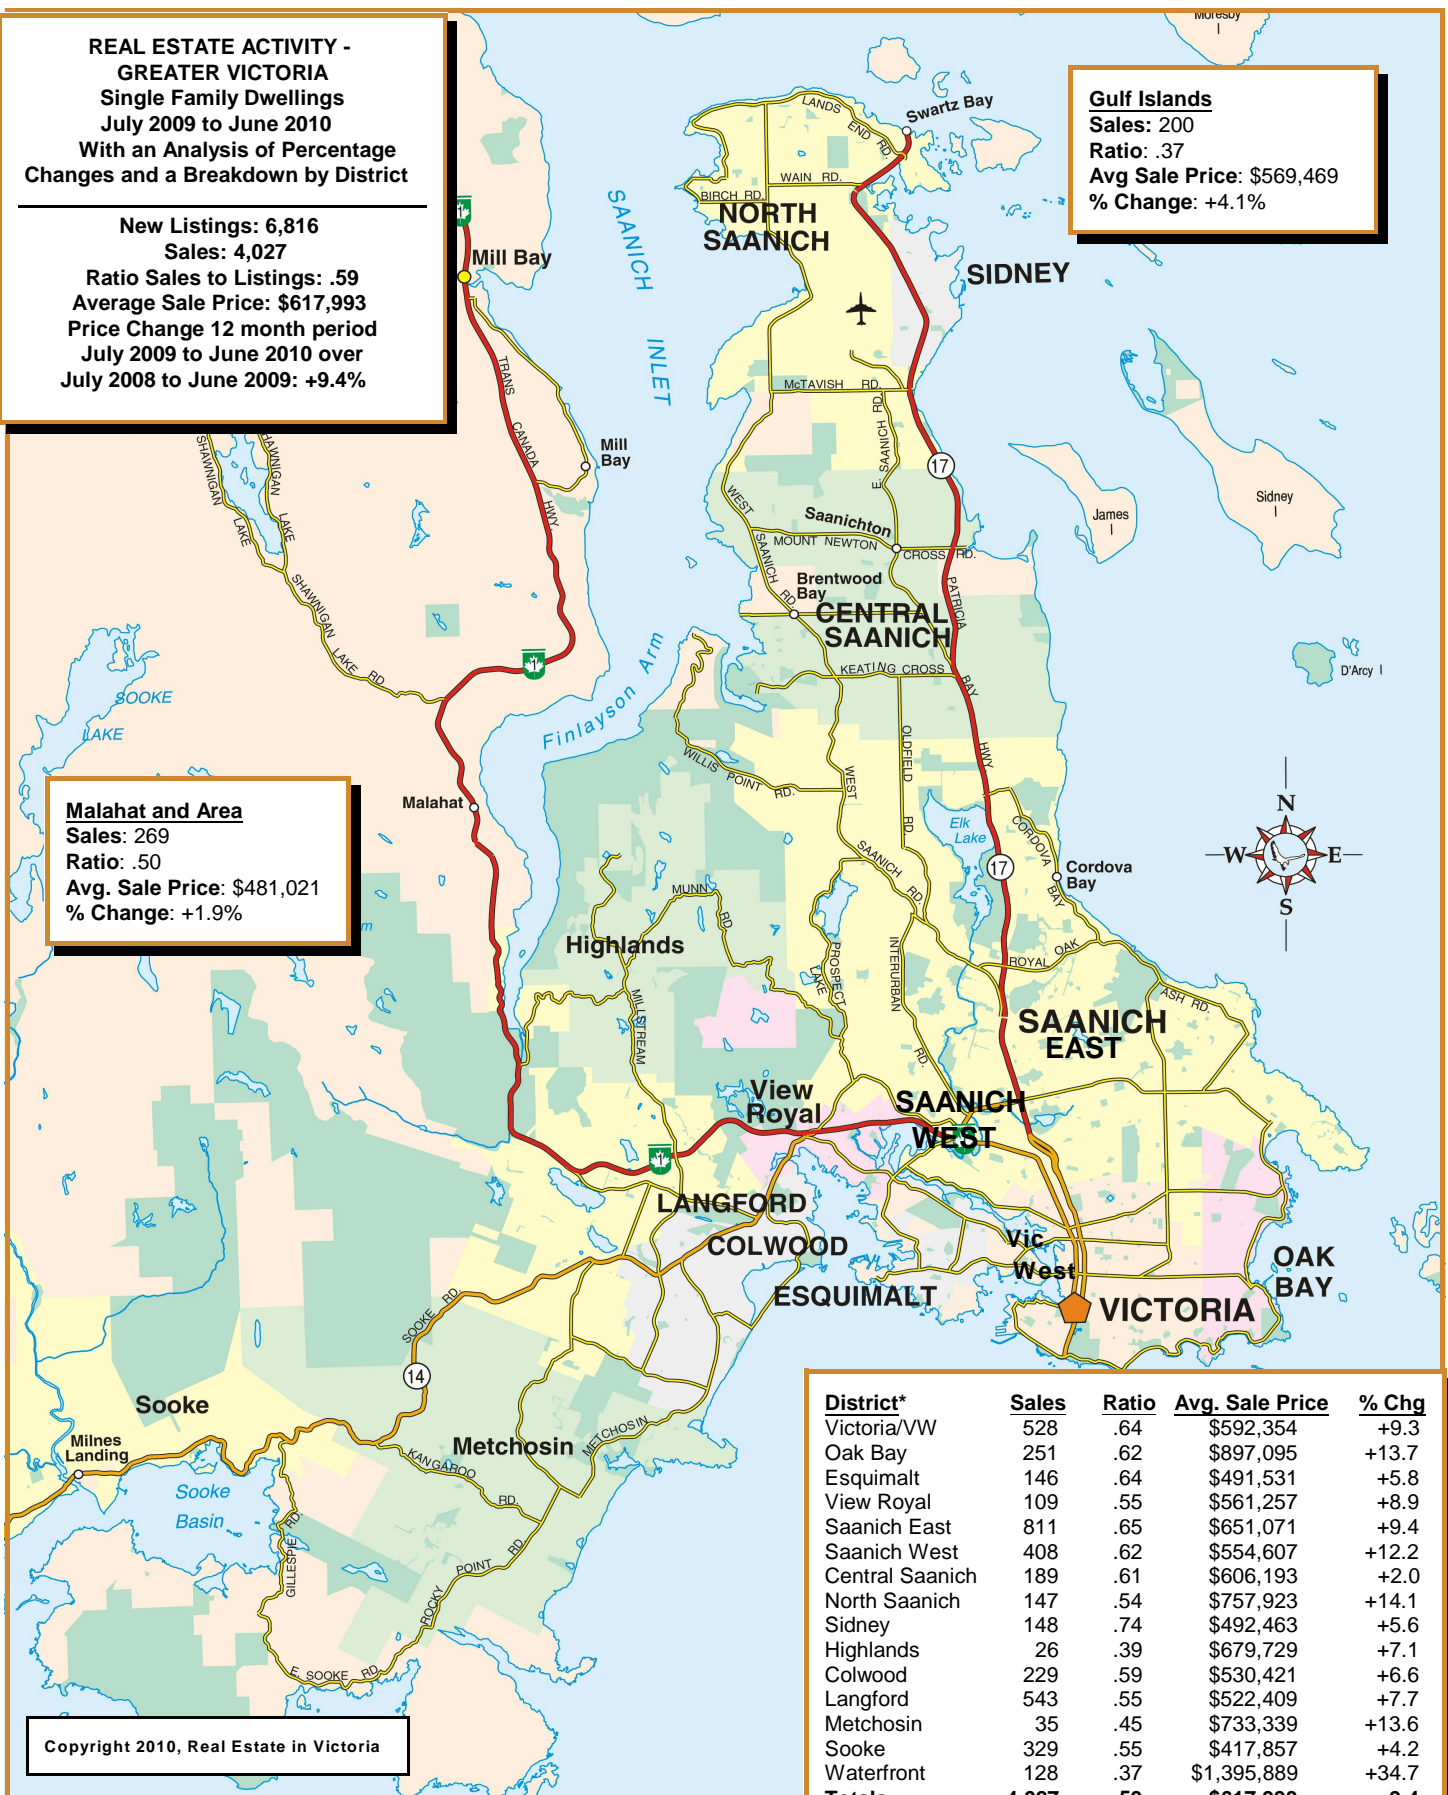 REAL ESTATE ACTIVITY -
GREATER VICTORIA
Single Family Dwellings
July 2009 to June 2010
With an Analysis of Percentage
Changes and a Breakdown by District
New Listings: 6,816
Sales: 4,027
Ratio Sales to Listings: .59
Average Sale Price: $617,993
Price Change 12 month period
July 2009 to June 2010 over
July 2008 to June 2009: +9.4%
Moresby
I
Gulf Islands
Sales: 200
Ratio: .37
Avg Sale Price: $569,469
% Change: +4.1%
Swartz Bay
LANDS END RD.
WAIN RD.
BIRCH RD.
NORTH
SAANICH
SIDNEY
SAANICH INLET
1
Mill Bay
TRANS CANADA HWY
McTAVISH RD.
E. SAANICH RD.
17
Mill
Bay
SHAWNIGAN LAKE
SHAWNIGAN LAKE
SHAWNIGAN LAKE RD
Sidney
I
James
I
WEST SAANICH RD.
Saanichton
MOUNT NEWTON
CROSS RD.
Brentwood
Bay
CENTRAL
SAANICH
PATRICIA BAY HWY
KEATING CROSS
D'Arcy I
1
Finlayson Arm
SOOKE
LAKE
WILLIS POINT RD.
OLDFIELD RD.
WEST SAANICH RD.
Malahat
Malahat and Area
Sales: 269
Ratio: .50
Avg. Sale Price: $481,021
% Change: +1.9%
Elk
Lake
17
CORDOVA BAY
Cordova
Bay
N
W
E
S
MUNN RD
Highlands
MILLSTREAM
PROSPECT LAKE
INTERURBAN RD.
ROYAL OAK
ASH RD.
SAANICH
EAST
View
Royal
SAANICH
WEST
1
LANGFORD
COLWOOD
ESQUIMALT
Vic
West
VICTORIA
OAK
BAY
SOOKE RD
14
Sooke
Milnes
Landing
Metchosin
METCHOSIN
KANGAROO RD.
Sooke
Basin
GILLESPIE RD.
ROCKY POINT RD
E. SOOKE RD
Copyright 2010, Real Estate in Victoria
District* Sales Ratio Avg. Sale Price % Chg
Victoria/VW 528 .64 $592,354 +9.3
Oak Bay 251 .62 $897,095 +13.7
Esquimalt 146 .64 $491,531 +5.8
View Royal 109 .55 $561,257 +8.9
Saanich East 811 .65 $651,071 +9.4
Saanich West 408 .62 $554,607 +12.2
Central Saanich 189 .61 $606,193 +2.0
North Saanich 147 .54 $757,923 +14.1
Sidney 148 .74 $492,463 +5.6
Highlands 26 .39 $679,729 +7.1
Colwood 229 .59 $530,421 +6.6
Langford 543 .55 $522,409 +7.7
Metchosin 35 .45 $733,339 +13.6
Sooke 329 .55 $417,857 +4.2
Waterfront 128 .37 $1,395,889 +34.7